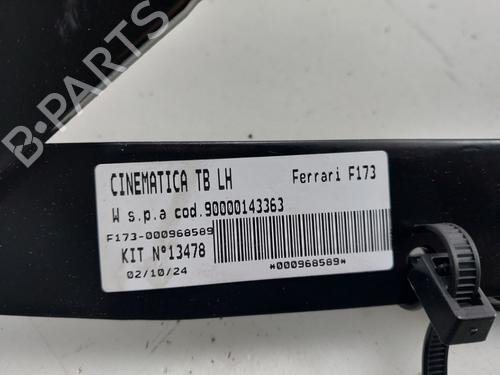 B-PARTS
CINEMATICA TB LH Ferrari F173
W s.p.a cod.90000143363
F173-000968589
KIT N°13478
02/10/24 *000968589*